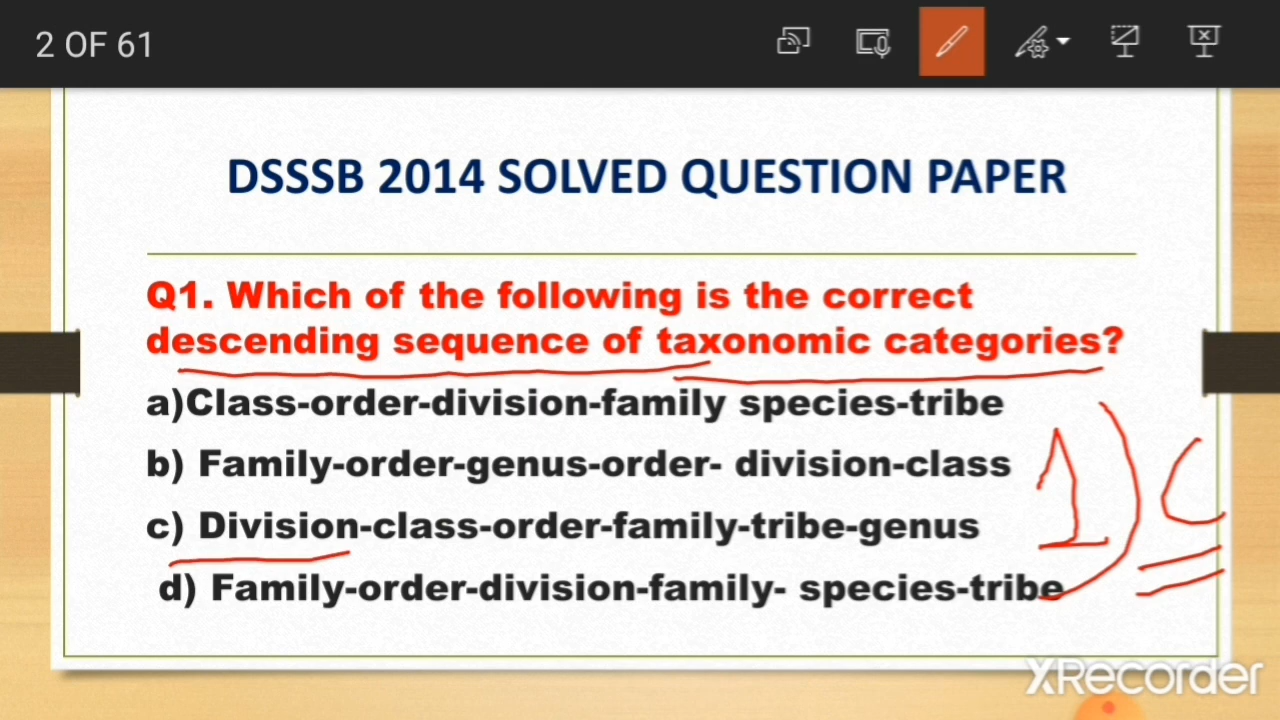 2 OF 61
DSSSB 2014 SOLVED QUESTION PAPER
Q1. Which of the following is the correct
descending sequence of taxonomic categories?
a)Class-order-division-family species-tribe
b) Family-order-genus-order- division-class
c) Division-class-order-family-tribe-genus
d) Family-order-division-family- species-tribe
1) C
XRecorder